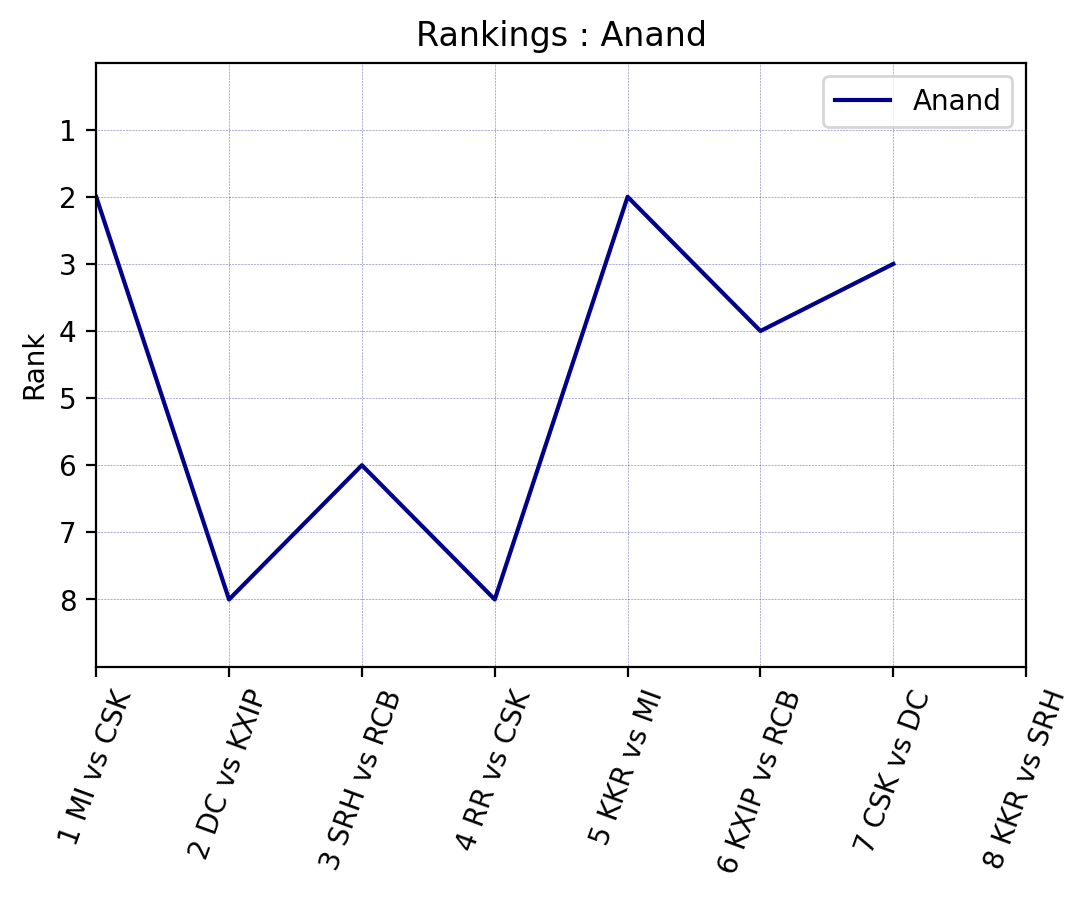 Rankings : Anand
Anand
Rank
1
2
3
4
5
6
7
8
1 MI vs CSK
2 DC vs KXIP
3 SRH vs RCB
4 RR vs CSK
5 KKR vs MI
6 KXIP vs RCB
7 CSK vs DC
8 KKR vs SRH